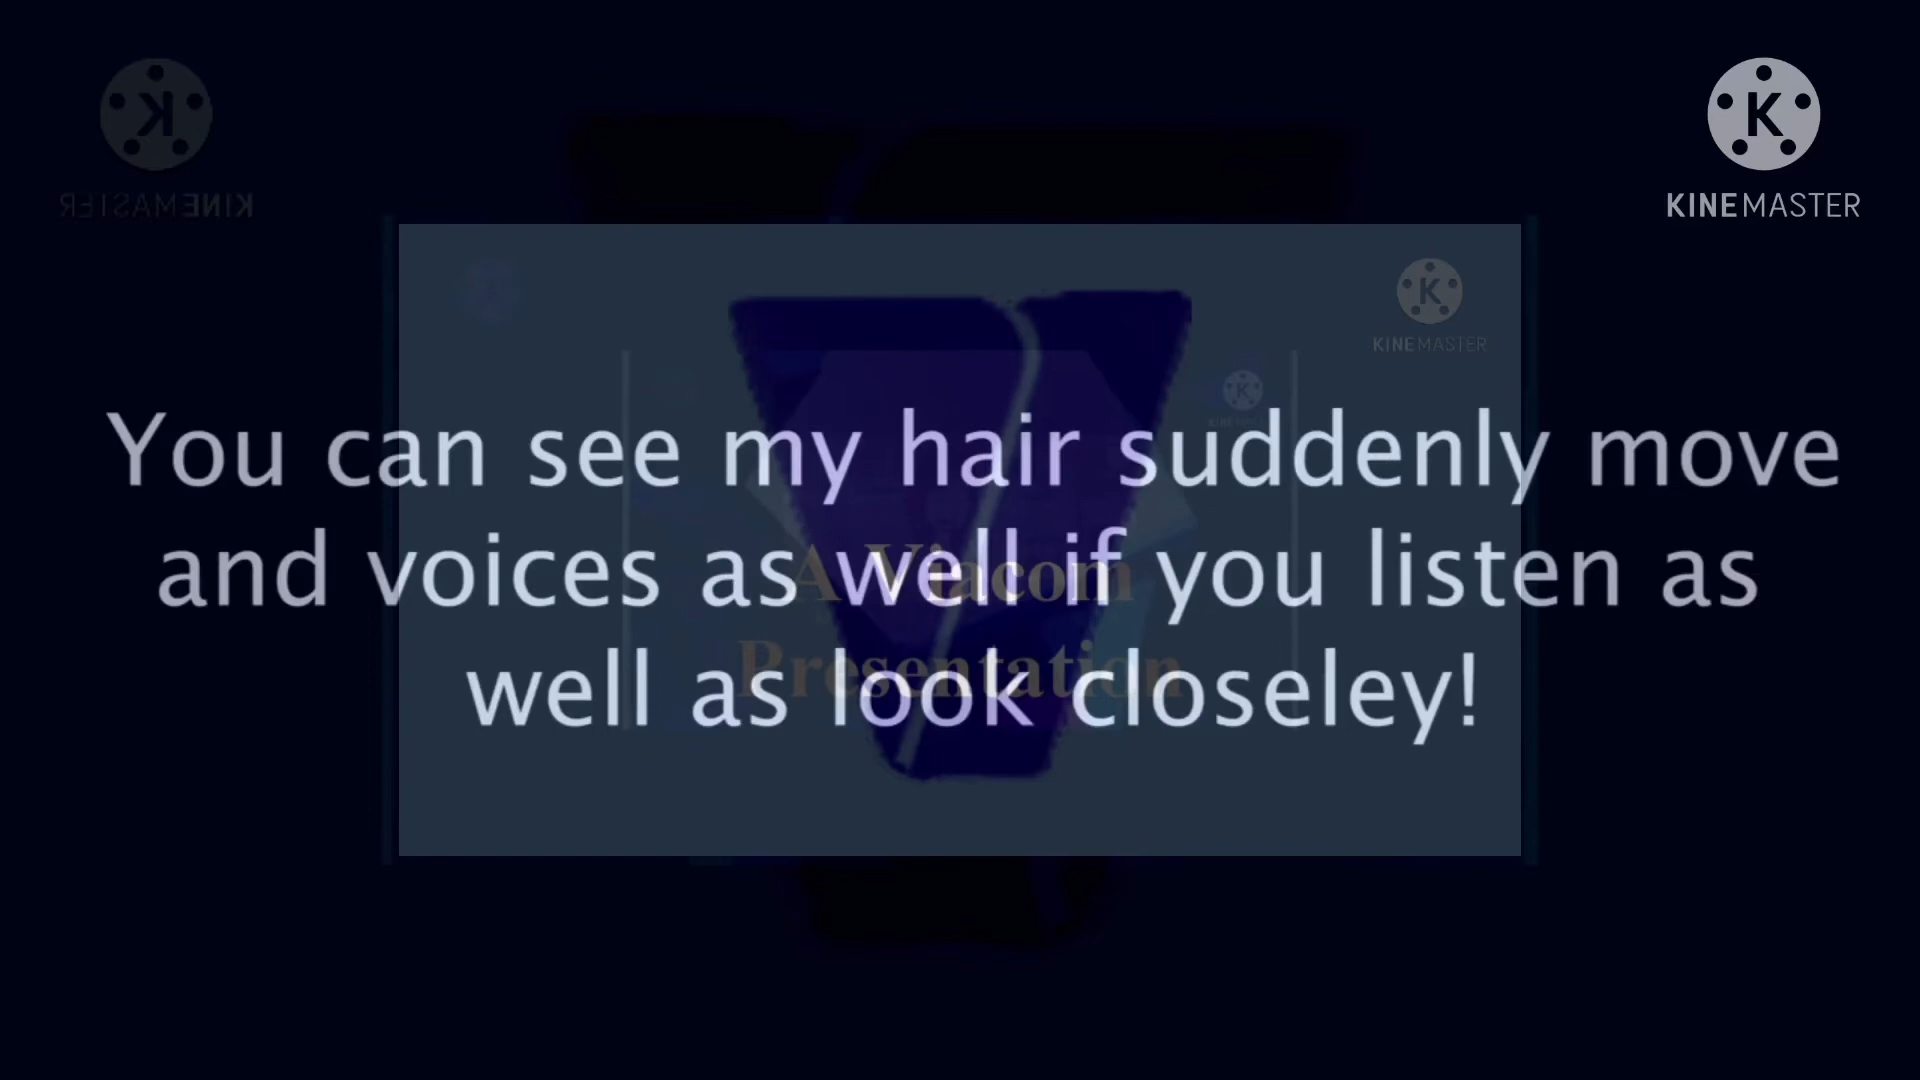 K
KINEMASTER
K
KINEMASTER
K
KINEMASTER
K
You can see my hair suddenly move
and voices as well if you listen as
well as look closeley!
A Viacom
Presentation